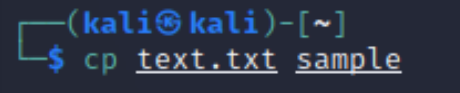 ┌──(kali㉿kali)-[~]
└─$ cp text.txt sample